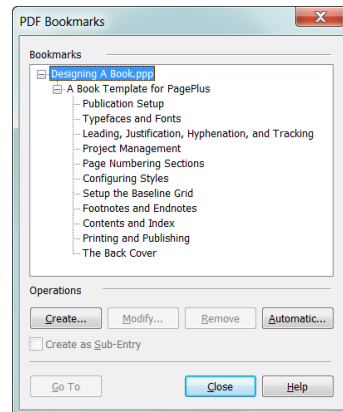 PDF Bookmarks
Bookmarks
Designing A Book.ppp
A Book Template for PagePlus
Publication Setup
Typefaces and Fonts
Leading, Justification, Hyphenation, and Tracking
Project Management
Page Numbering Sections
Configuring Styles
Setup the Baseline Grid
Footnotes and Endnotes
Contents and Index
Printing and Publishing
The Back Cover
Operations
Create... Modify... Remove Automatic...
Create as Sub-Entry
Go To Close Help